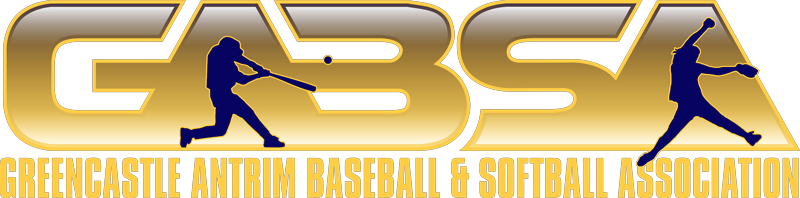 GABSA
GREENCASTLE ANTRIM BASEBALL & SOFTBALL ASSOCIATION